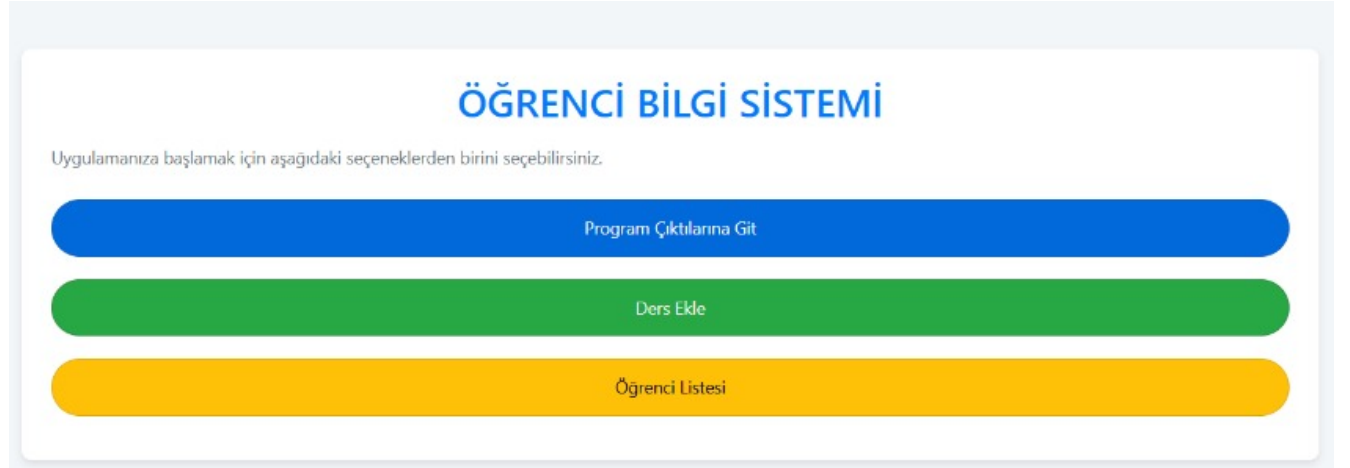 ÖĞRENCİ BİLGİ SİSTEMİ
Uygulamanıza başlamak için aşağıdaki seçeneklerden birini seçebilirsiniz.
Program Çıktılarına Git
Ders Ekle
Öğrenci Listesi